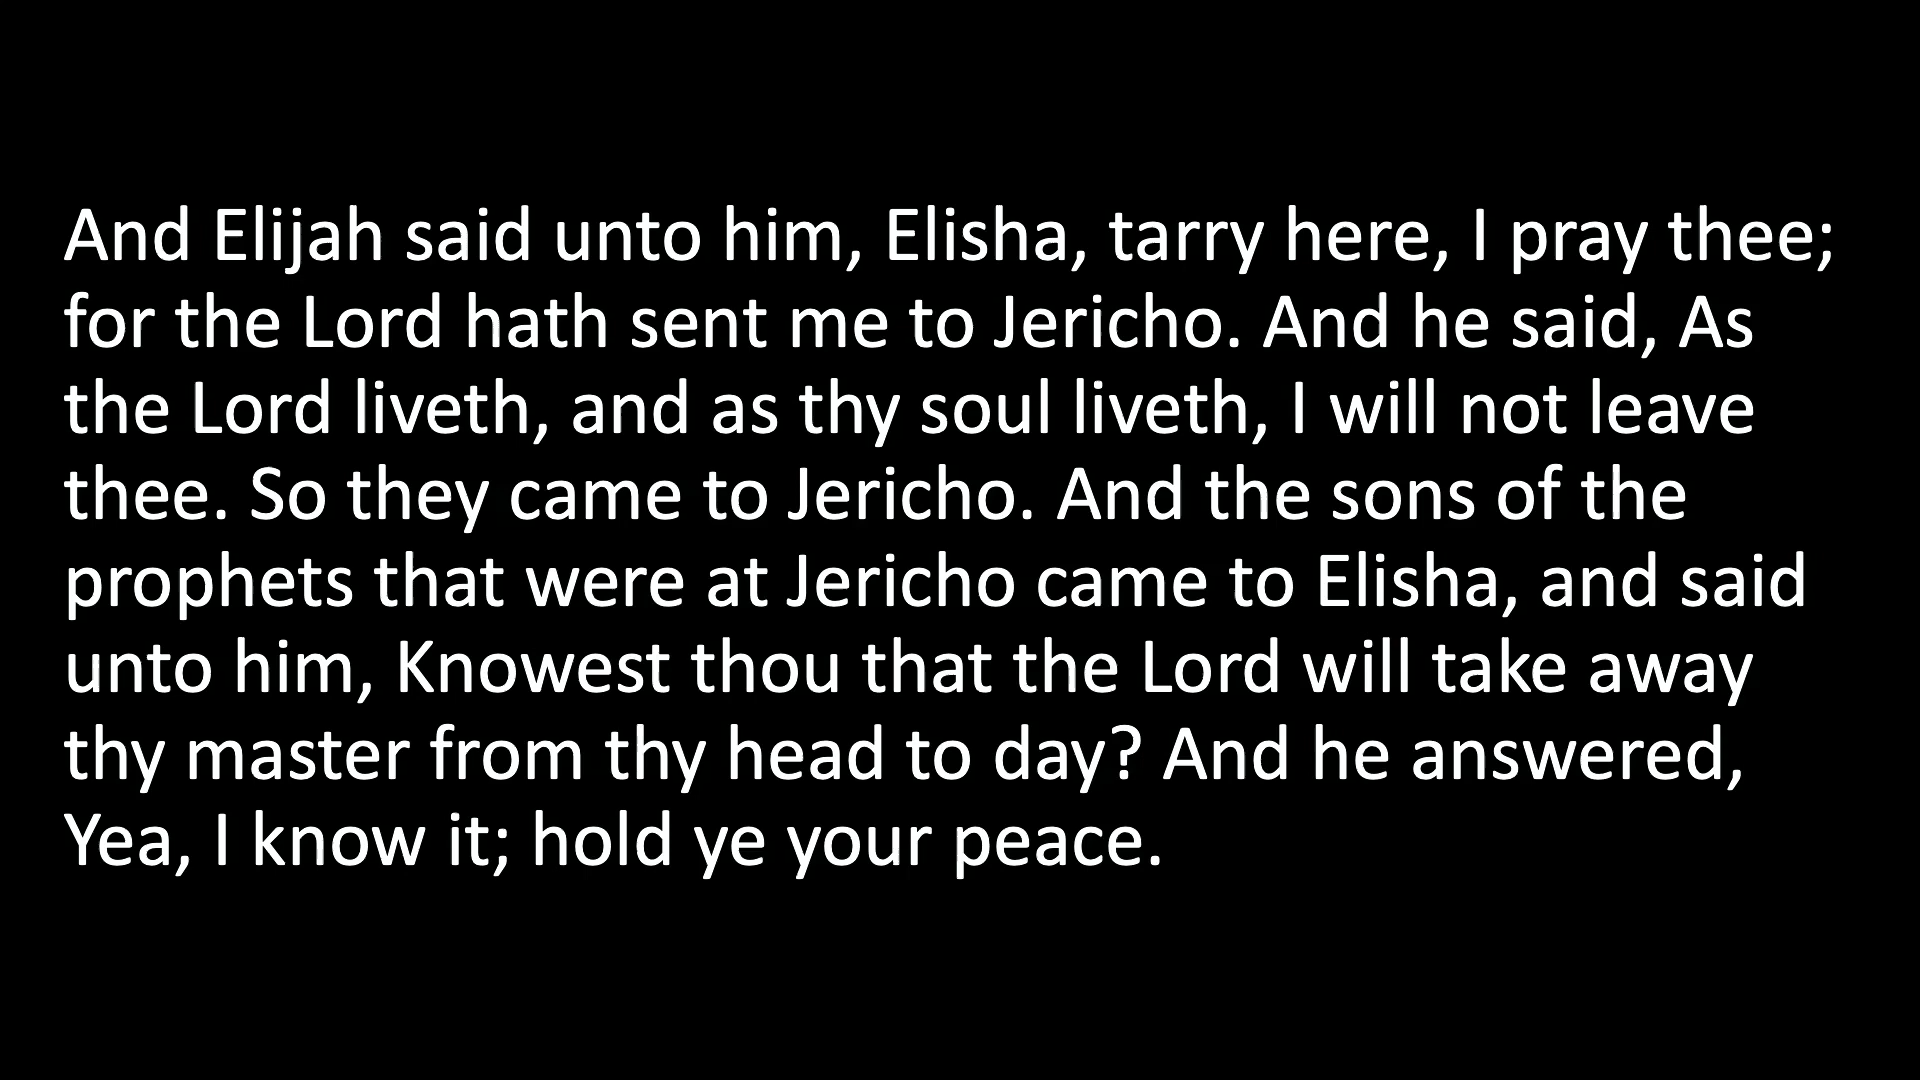 And Elijah said unto him, Elisha, tarry here, I pray thee;
for the Lord hath sent me to Jericho. And he said, As
the Lord liveth, and as thy soul liveth, I will not leave
thee. So they came to Jericho. And the sons of the
prophets that were at Jericho came to Elisha, and said
unto him, Knowest thou that the Lord will take away
thy master from thy head to day? And he answered,
Yea, I know it; hold ye your peace.